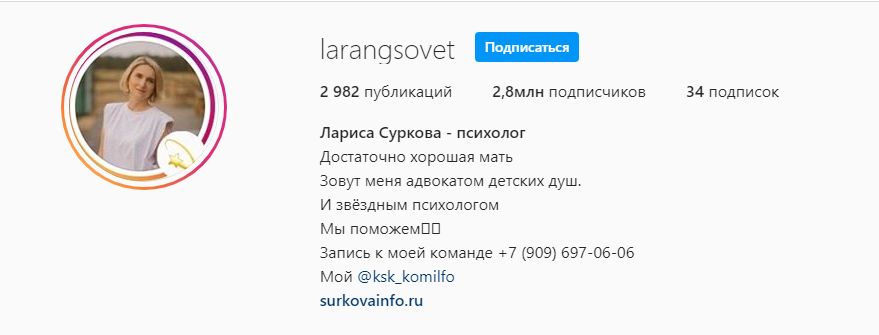 larangsovet Подписаться
2 982 публикаций 2,8млн подписчиков 34 подписок
Лариса Суркова - психолог
Достаточно хорошая мать
Зовут меня адвокатом детских душ.
И звёздным психологом
Мы поможем▯▯
Запись к моей команде +7 (909) 697-06-06
Мой @ksk_komilfo
surkovainfo.ru